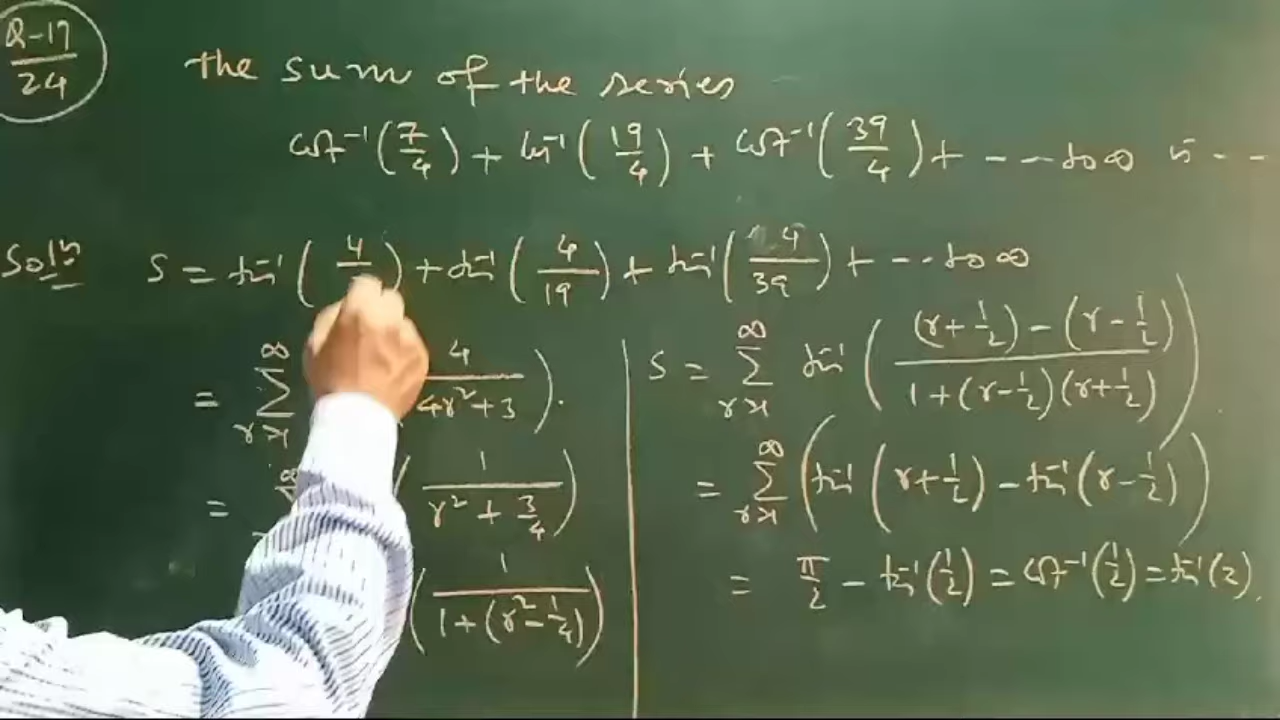 Q-17
24
the sum of the series
cot⁻¹(7/4) + cot⁻¹(19/4) + cot⁻¹(39/4) + --- to ∞ is ---
Solⁿ S = tan⁻¹(4/ ) + tan⁻¹(4/19) + tan⁻¹(4/39) + --- to ∞
= ∑ ∞ r=1 4/(4r²+3)).
= ∞ (1/(r² + 3/4))
(1/(1+(r²-1/4)))
S = ∑ ∞ r=1 tan⁻¹(((r+1/2)-(r-1/2))/(1+(r-1/2)(r+1/2)))
= ∑ ∞ r=1 (tan⁻¹(r+1/2) - tan⁻¹(r-1/2))
= π/2 - tan⁻¹(1/2) = cot⁻¹(1/2) = tan⁻¹(2).